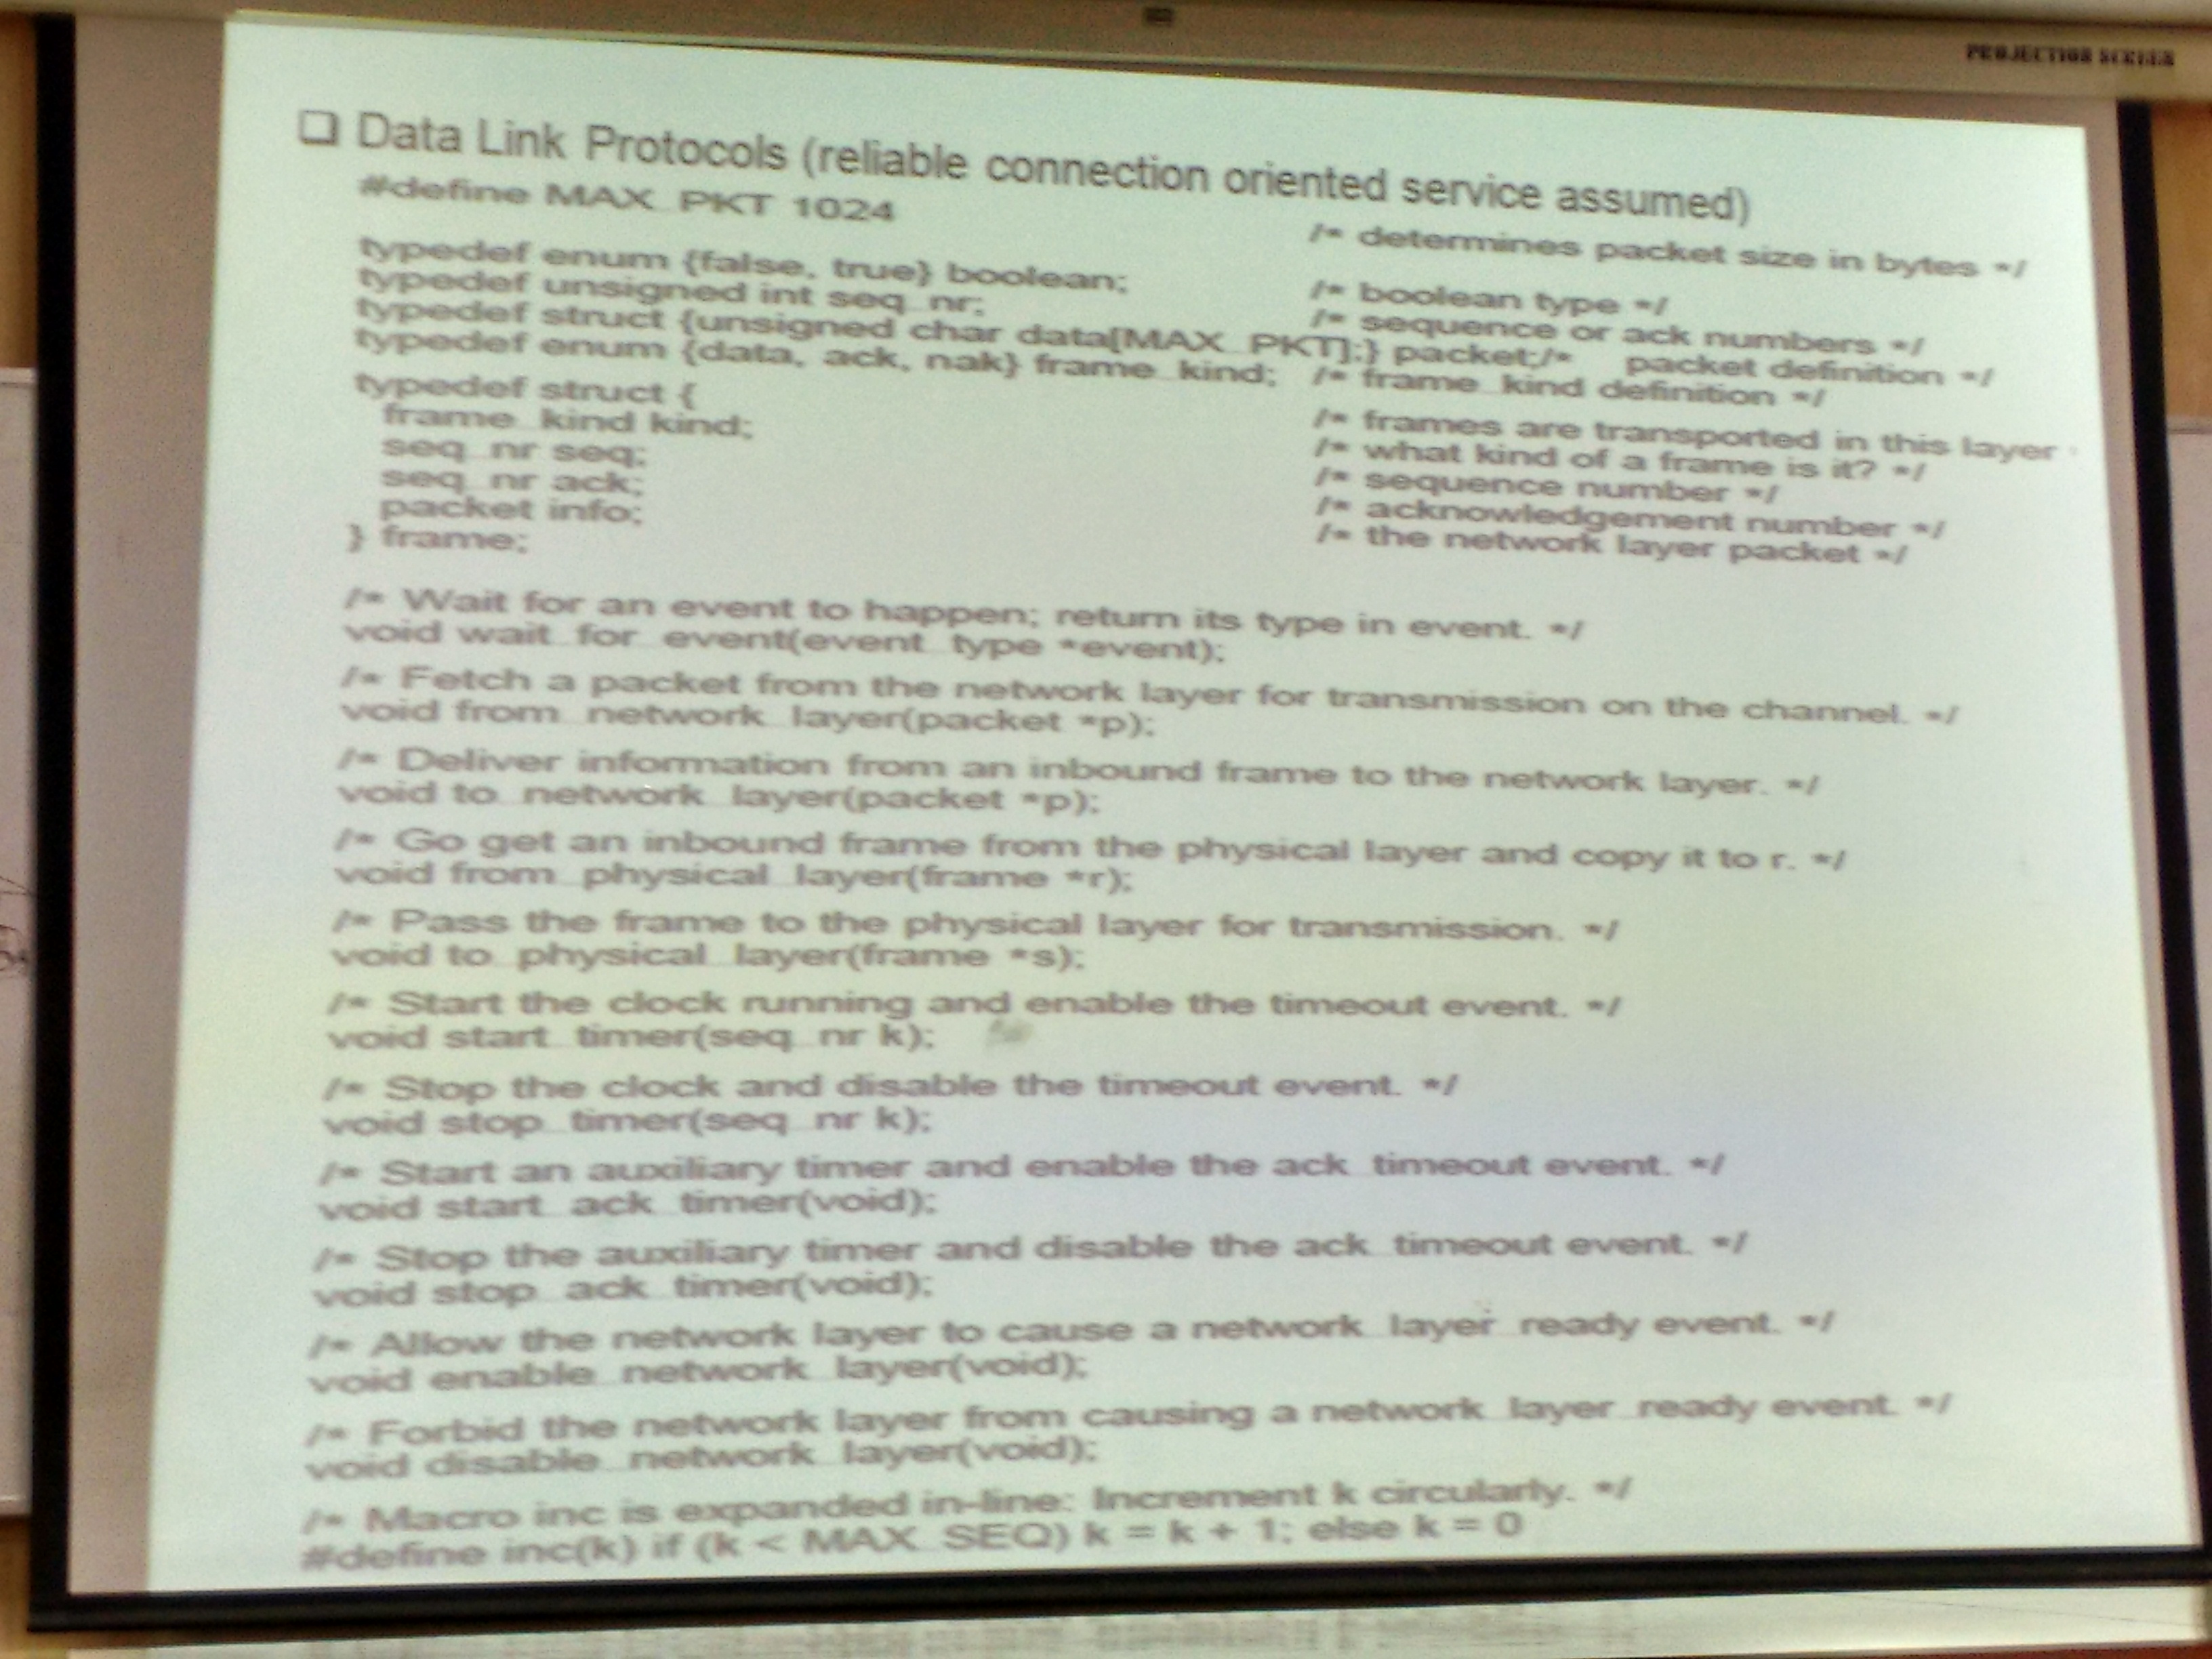 PROJECTION SCREEN
❑ Data Link Protocols (reliable connection oriented service assumed)
#define MAX_PKT 1024 /* determines packet size in bytes */
typedef enum {false, true} boolean; /* boolean type */
typedef unsigned int seq_nr; /* sequence or ack numbers */
typedef struct {unsigned char data[MAX_PKT];} packet;/* packet definition */
typedef enum {data, ack, nak} frame_kind; /* frame_kind definition */
typedef struct { /* frames are transported in this layer
frame_kind kind; /* what kind of a frame is it? */
seq_nr seq; /* sequence number */
seq_nr ack; /* acknowledgement number */
packet info; /* the network layer packet */
} frame;
/* Wait for an event to happen; return its type in event. */
void wait_for_event(event_type *event);
/* Fetch a packet from the network layer for transmission on the channel. */
void from_network_layer(packet *p);
/* Deliver information from an inbound frame to the network layer. */
void to_network_layer(packet *p);
/* Go get an inbound frame from the physical layer and copy it to r. */
void from_physical_layer(frame *r);
/* Pass the frame to the physical layer for transmission. */
void to_physical_layer(frame *s);
/* Start the clock running and enable the timeout event. */
void start_timer(seq_nr k);
/* Stop the clock and disable the timeout event. */
void stop_timer(seq_nr k);
/* Start an auxiliary timer and enable the ack_timeout event. */
void start_ack_timer(void);
/* Stop the auxiliary timer and disable the ack_timeout event. */
void stop_ack_timer(void);
/* Allow the network layer to cause a network_layer_ready event. */
void enable_network_layer(void);
/* Forbid the network layer from causing a network_layer_ready event. */
void disable_network_layer(void);
/* Macro inc is expanded in-line: Increment k circularly. */
#define inc(k) if (k < MAX_SEQ) k = k + 1; else k = 0